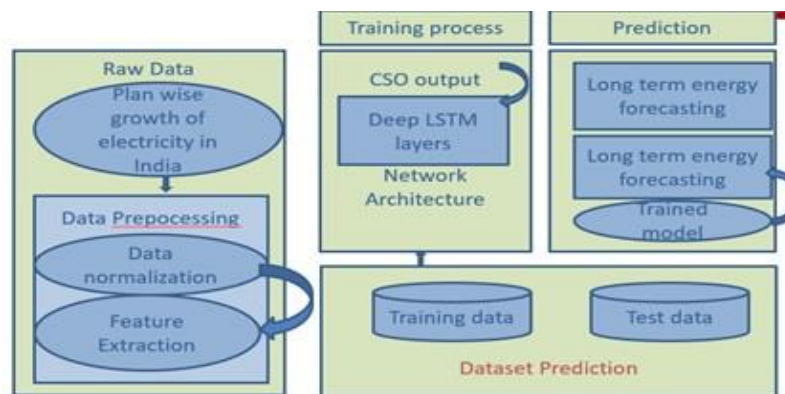 Raw Data
Plan wise
growth of
electricity in
India
Data Prepocessing
Data
normalization
Feature
Extraction
Training process
CSO output
Deep LSTM
layers
Network
Architecture
Prediction
Long term energy
forecasting
Long term energy
forecasting
Trained
model
Training data
Test data
Dataset Prediction